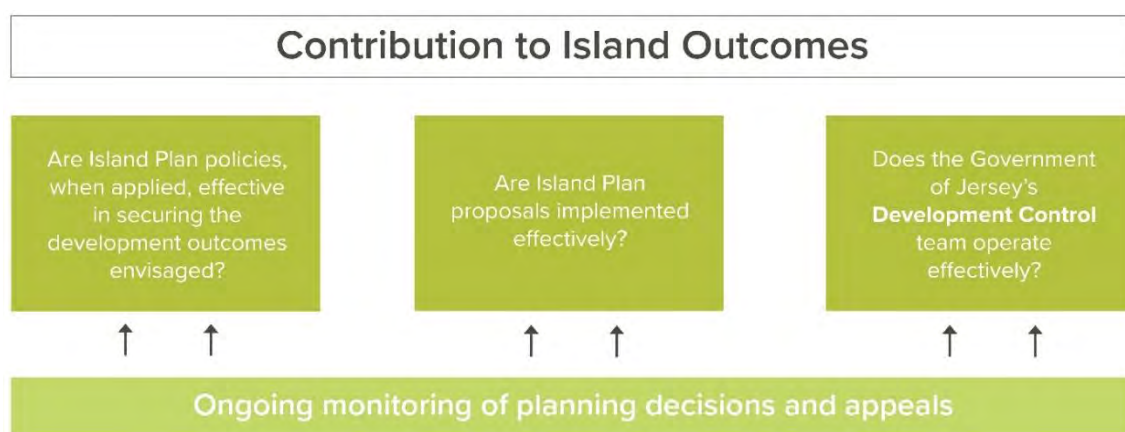 Contribution to Island Outcomes
Are Island Plan policies,
when applied, effective
in securing the
development outcomes
envisaged?
Are Island Plan
proposals implemented
effectively?
Does the Government
of Jersey's
Development Control
team operate
effectively?
Ongoing monitoring of planning decisions and appeals